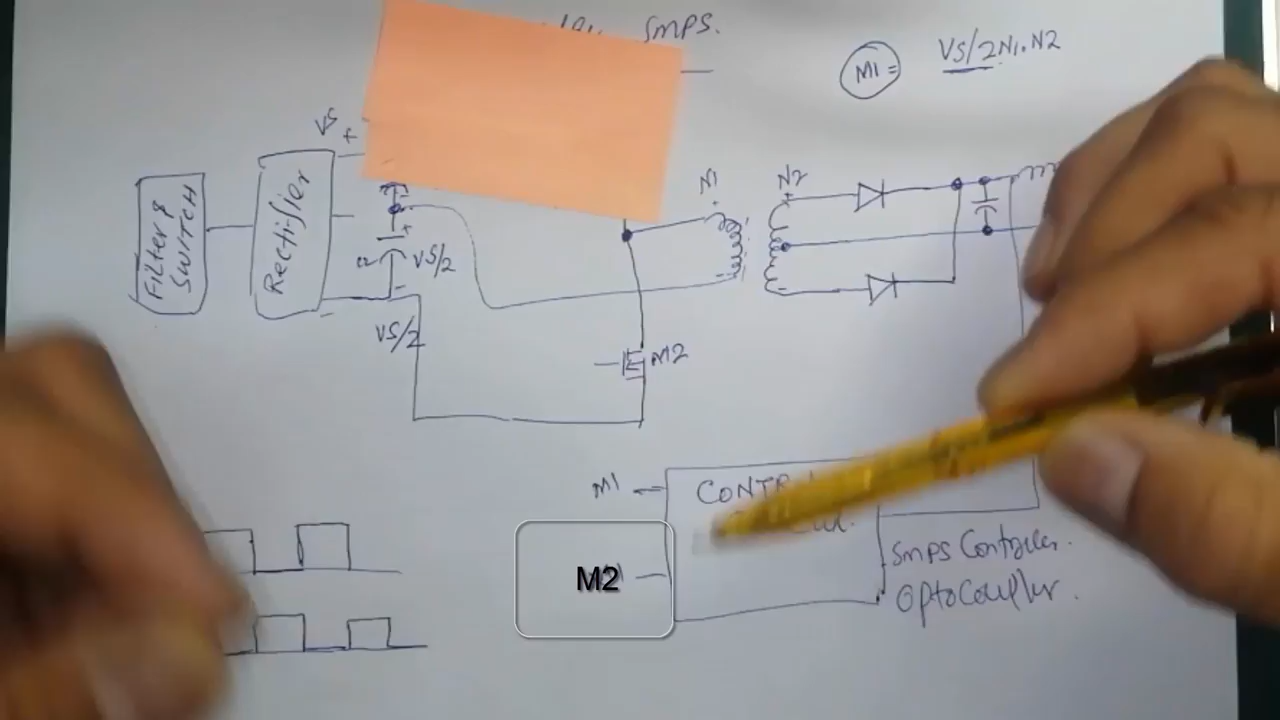 SMPS.
M1 =
VS/2N1.N2
VS
+
N1
N2
FILTER &
SWITCH
Rectifier
+
VS/2
-
VS/2
M2
M1
M2
SMPS Controller.
Optocoupler.